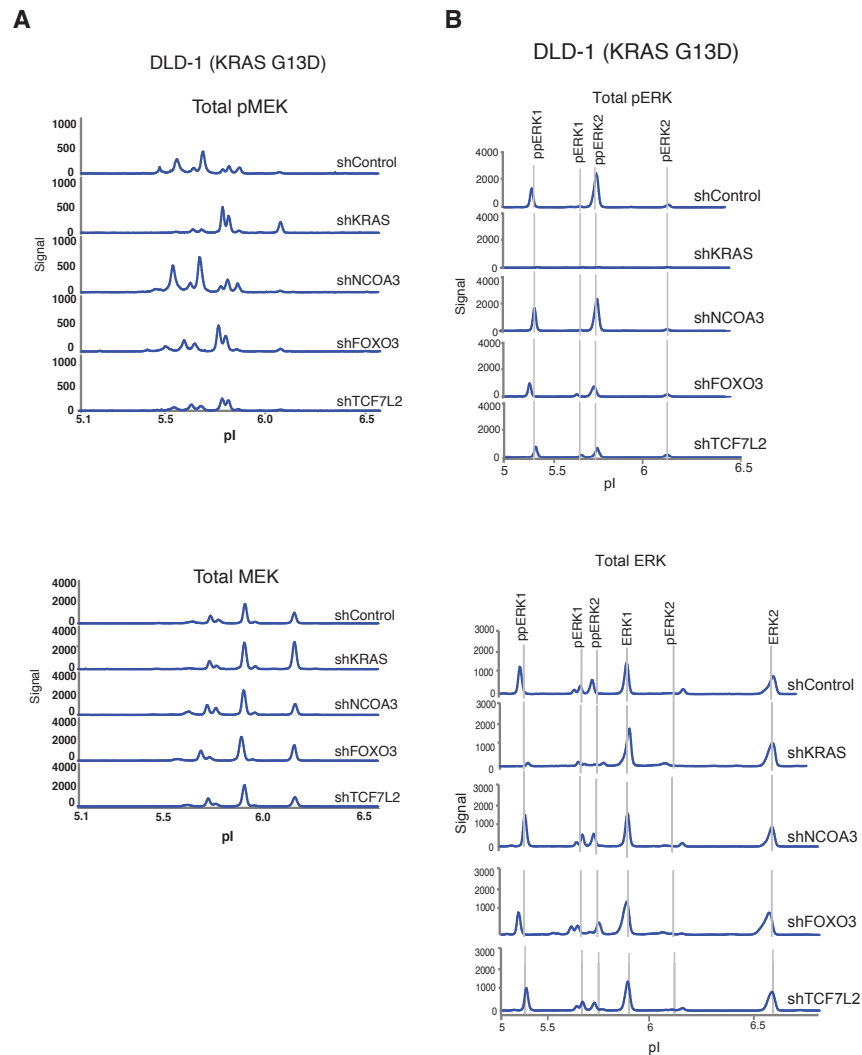 A
DLD-1 (KRAS G13D)
Total pMEK
Signal
1000
500
0
shControl
1000
500
0
shKRAS
1000
500
0
shNCOA3
1000
500
0
shFOXO3
1000
500
0
shTCF7L2
5.1 5.5 6.0 6.5
pI
Total MEK
Signal
4000
2000
0
shControl
4000
2000
0
shKRAS
4000
2000
0
shNCOA3
4000
2000
0
shFOXO3
4000
2000
0
shTCF7L2
5.1 5.5 6.0 6.5
pI
B
DLD-1 (KRAS G13D)
Total pERK
ppERK1 pERK1 ppERK2 pERK2
Signal
4000
2000
0
shControl
4000
2000
0
shKRAS
4000
2000
0
shNCOA3
4000
2000
0
shFOXO3
4000
2000
0
shTCF7L2
5 5.5 6 6.5
pI
Total ERK
ppERK1 pERK1 ppERK2 ERK1 pERK2 ERK2
Signal
3000
2000
1000
0
shControl
3000
2000
1000
0
shKRAS
3000
2000
1000
0
shNCOA3
3000
2000
1000
0
shFOXO3
3000
2000
1000
0
shTCF7L2
5 5.5 6 6.5
pI